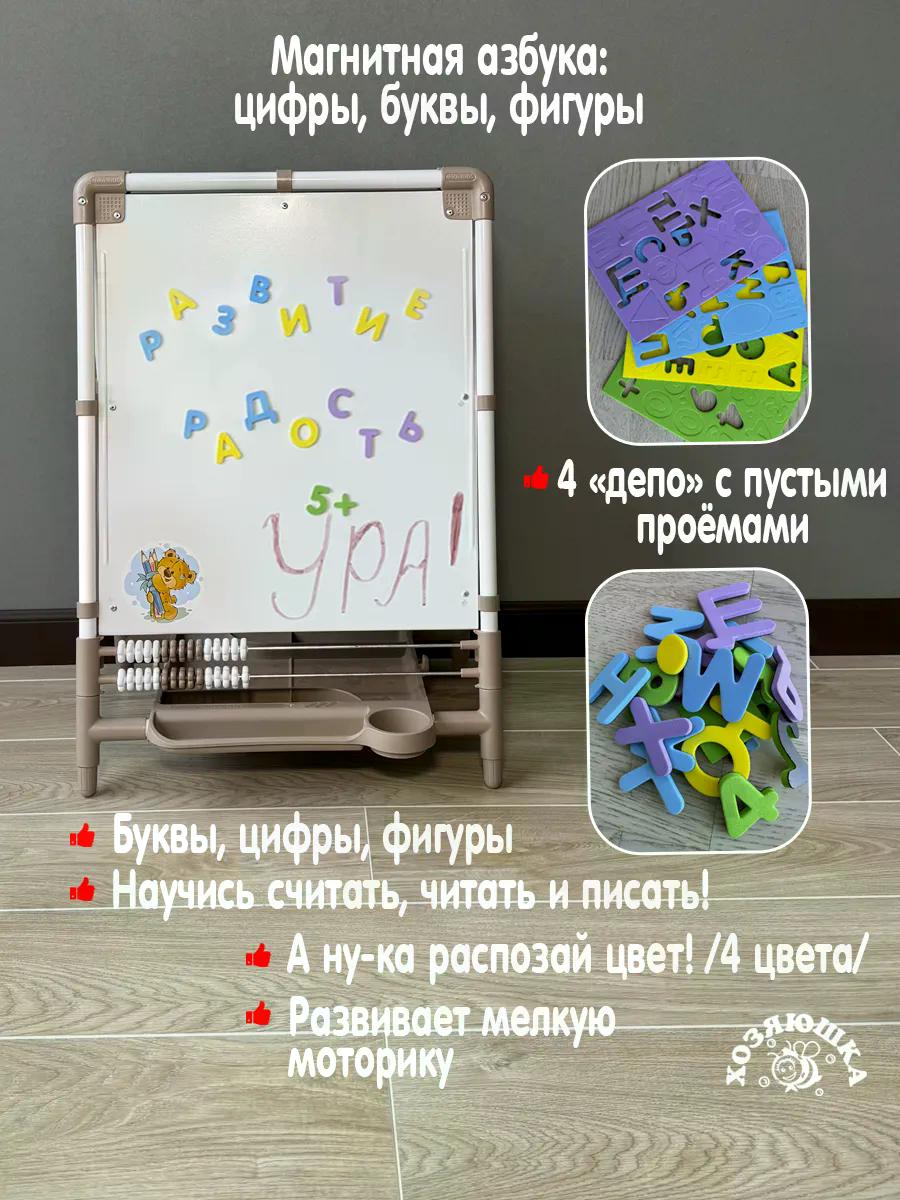 Магнитная азбука:
цифры, буквы, фигуры
РАЗВИТИЕ
РАДОСТЬ
5+
УРА!
4 «депо» с пустыми
проёмами
Буквы, цифры, фигуры
Научись считать, читать и писать!
А ну-ка распозай цвет! /4 цвета/
Развивает мелкую
моторику
ХОЗЯЮШКА